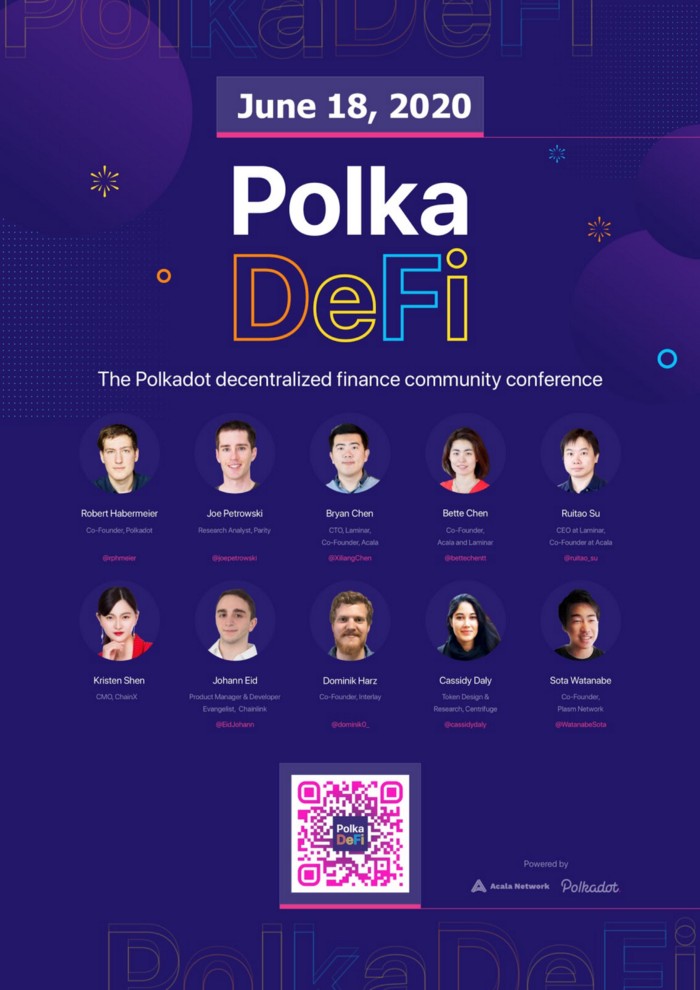 PolkaDeFi
June 18, 2020
Polka
DeFi
The Polkadot decentralized finance community conference
Robert Habermeier
Co-Founder, Polkadot
@rphmeier
Joe Petrowski
Research Analyst, Parity
@joepetrowski
Bryan Chen
CTO, Laminar,
Co-Founder, Acala
@XiliangChen
Bette Chen
Co-Founder,
Acala and Laminar
@bettechentt
Ruitao Su
CEO at Laminar,
Co-Founder at Acala
@ruitao_su
Kristen Shen
CMO, ChainX
Johann Eid
Product Manager & Developer
Evangelist, Chainlink
@EidJohann
Dominik Harz
Co-Founder, Interlay
@dominik0_
Cassidy Daly
Token Design &
Research, Centrifuge
@cassidydaly
Sota Watanabe
Co-Founder,
Plasm Network
@WatanabeSota
Polka
DeFi
Powered by
Acala Network Polkadot
PolkaDeFi